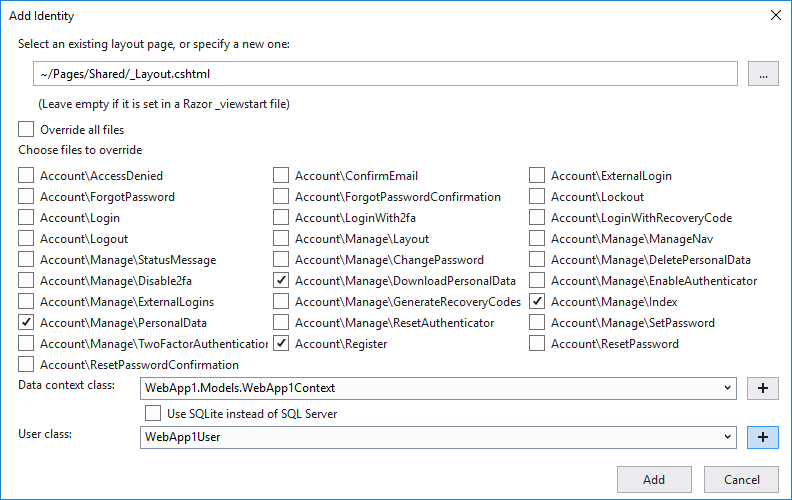 Add Identity
Select an existing layout page, or specify a new one:
~/Pages/Shared/_Layout.cshtml
...
(Leave empty if it is set in a Razor _viewstart file)
Override all files
Choose files to override
Account\AccessDenied Account\ConfirmEmail Account\ExternalLogin
Account\ForgotPassword Account\ForgotPasswordConfirmation Account\Lockout
Account\Login Account\LoginWith2fa Account\LoginWithRecoveryCode
Account\Logout Account\Manage\Layout Account\Manage\ManageNav
Account\Manage\StatusMessage Account\Manage\ChangePassword Account\Manage\DeletePersonalData
Account\Manage\Disable2fa Account\Manage\DownloadPersonalData Account\Manage\EnableAuthenticator
Account\Manage\ExternalLogins Account\Manage\GenerateRecoveryCodes Account\Manage\Index
Account\Manage\PersonalData Account\Manage\ResetAuthenticator Account\Manage\SetPassword
Account\Manage\TwoFactorAuthentication Account\Register Account\ResetPassword
Account\ResetPasswordConfirmation
Data context class: WebApp1.Models.WebApp1Context +
Use SQLite instead of SQL Server
User class: WebApp1User +
Add Cancel